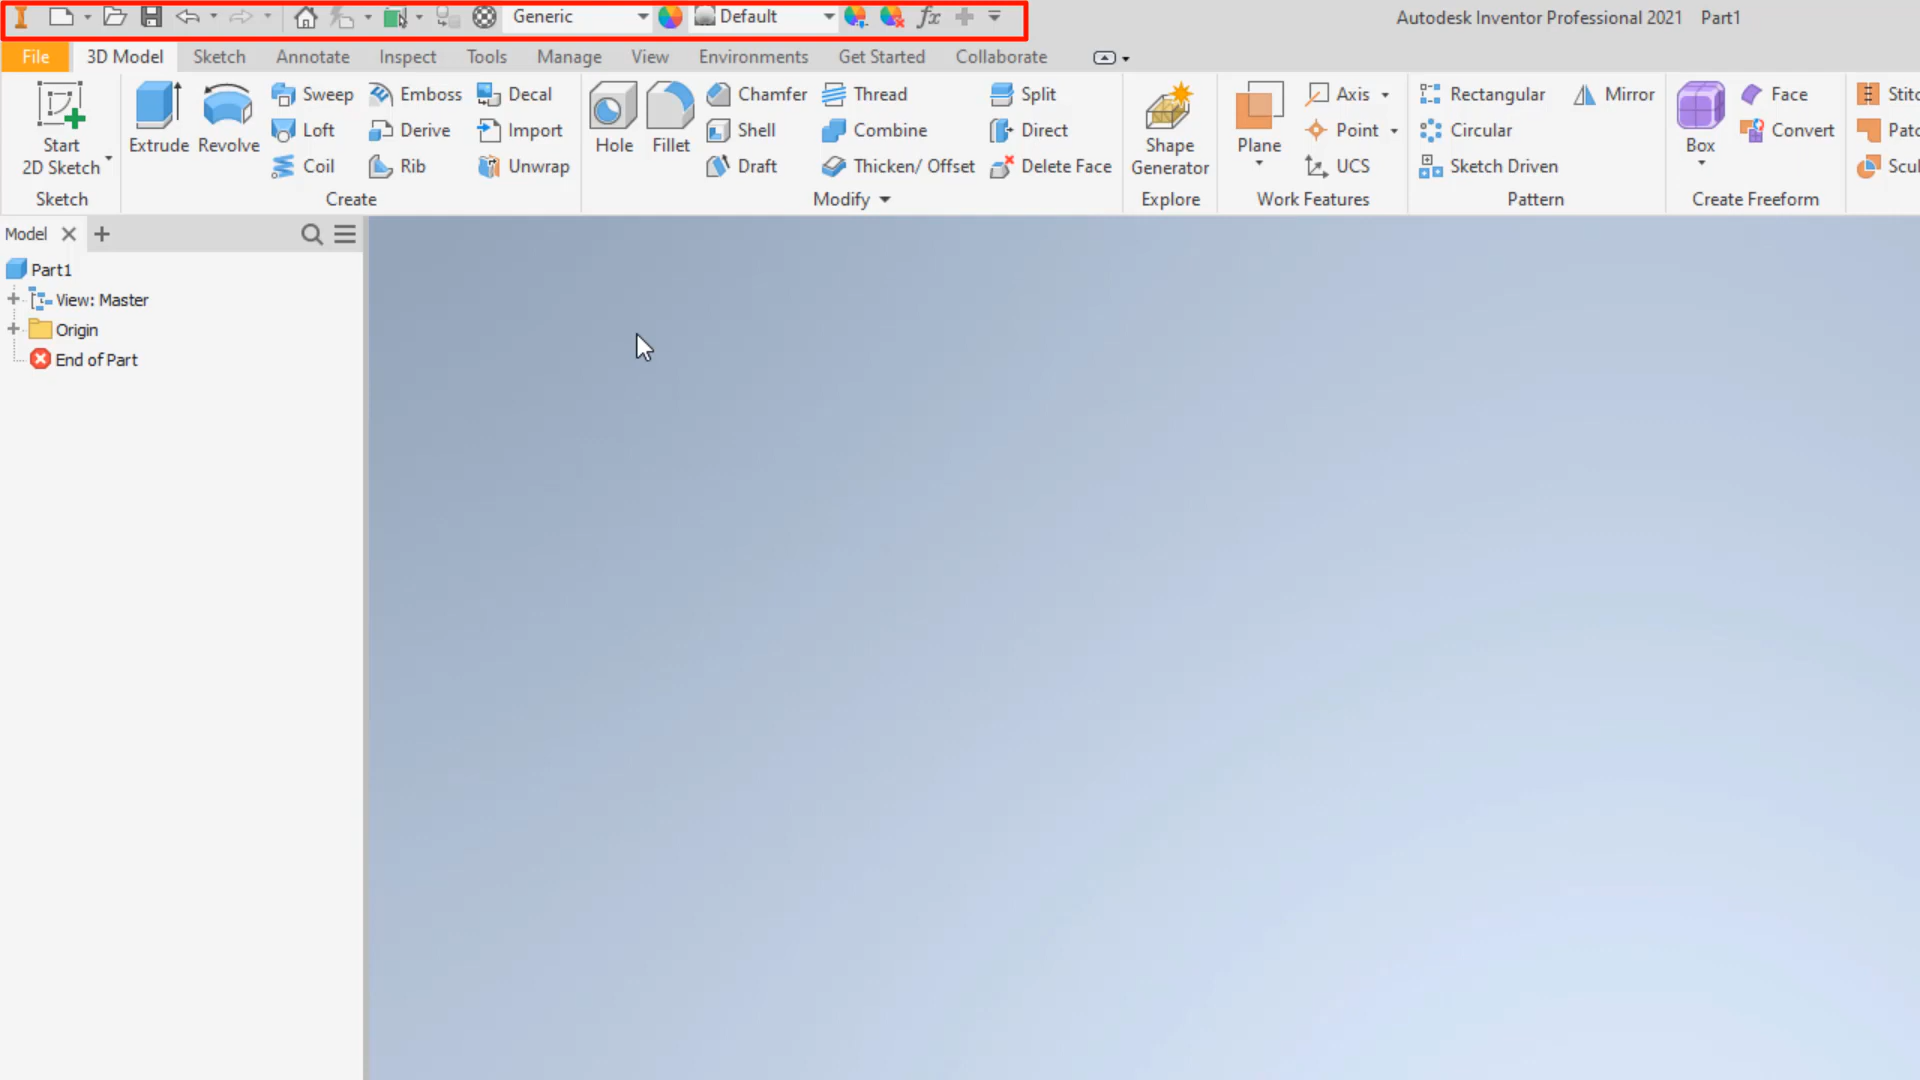 Generic Default fx Autodesk Inventor Professional 2021 Part1
File 3D Model Sketch Annotate Inspect Tools Manage View Environments Get Started Collaborate
Start 2D Sketch
Extrude
Revolve
Sweep
Loft
Coil
Emboss
Derive
Rib
Decal
Import
Unwrap
Hole
Fillet
Chamfer
Shell
Draft
Thread
Combine
Thicken/ Offset
Split
Direct
Delete Face
Shape Generator
Plane
Axis
Point
UCS
Rectangular
Circular
Sketch Driven
Mirror
Box
Face
Convert
Sketch Create Modify Explore Work Features Pattern Create Freeform
Model
Part1
View: Master
Origin
End of Part